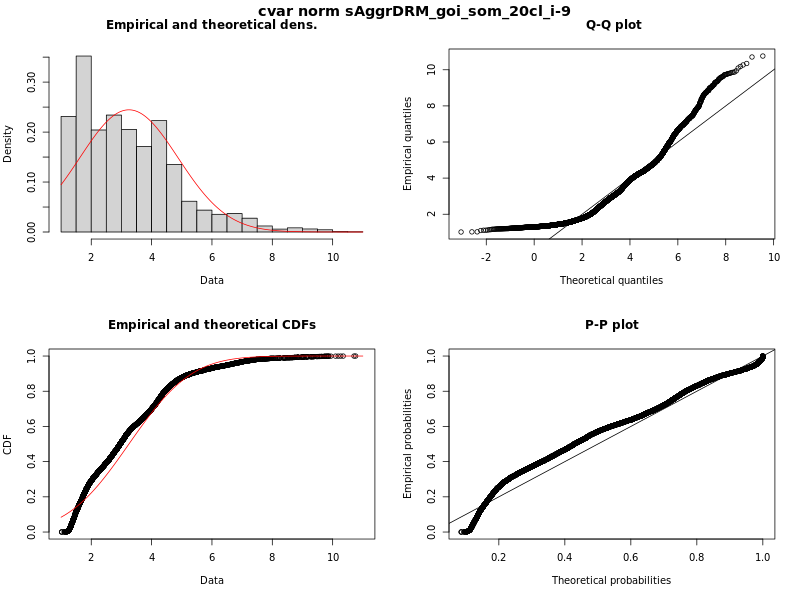 cvar norm sAggrDRM_goi_som_20cl_i-9
Empirical and theoretical dens.
Density
0.00 0.10 0.20 0.30
2 4 6 8 10
Data
Q-Q plot
Empirical quantiles
2 4 6 8 10
-2 0 2 4 6 8 10
Theoretical quantiles
Empirical and theoretical CDFs
CDF
0.0 0.2 0.4 0.6 0.8 1.0
2 4 6 8 10
Data
P-P plot
Empirical probabilities
0.0 0.2 0.4 0.6 0.8 1.0
0.2 0.4 0.6 0.8 1.0
Theoretical probabilities